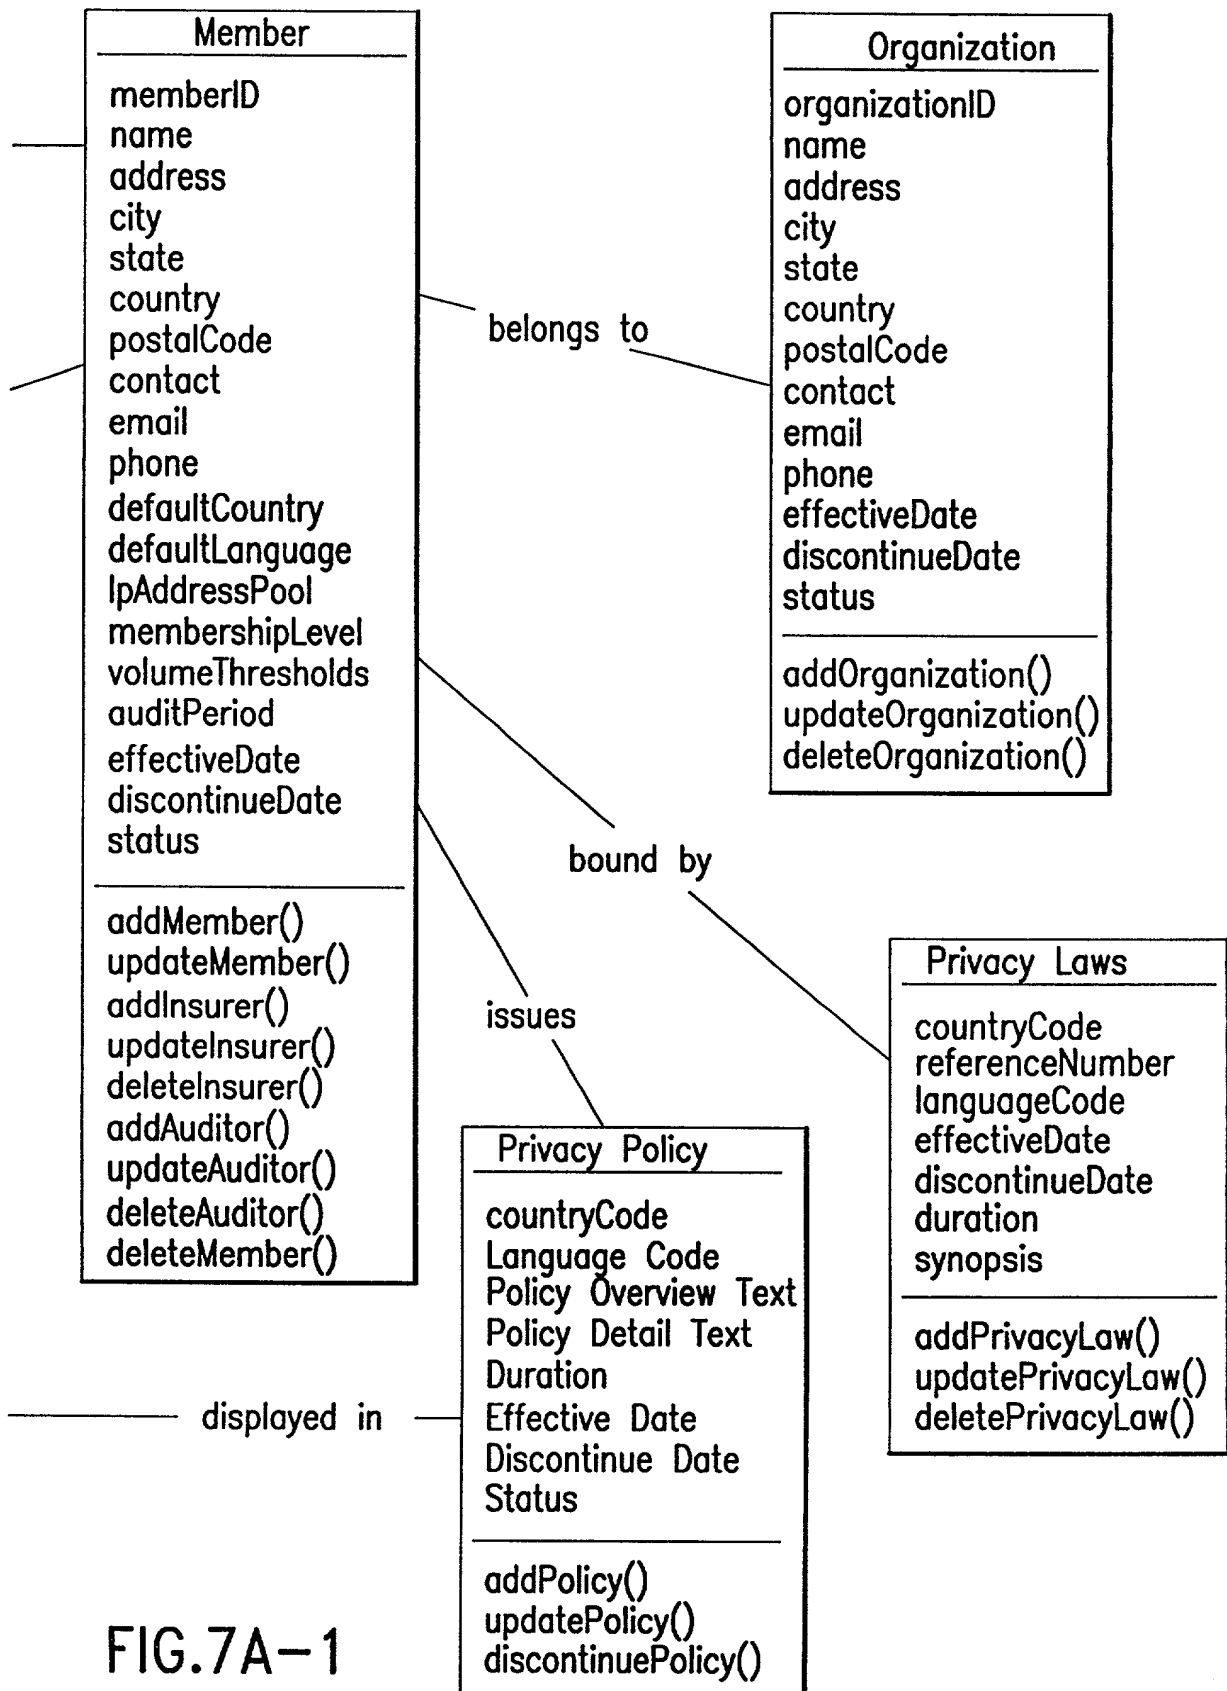 Member
memberID
name
address
city
state
country
postalCode
contact
email
phone
defaultCountry
defaultLanguage
IpAddressPool
membershipLevel
volumeThresholds
auditPeriod
effectiveDate
discontinueDate
status
addMember()
updateMember()
addInsurer()
updateInsurer()
deleteInsurer()
addAuditor()
updateAuditor()
deleteAuditor()
deleteMember()
belongs to
Organization
organizationID
name
address
city
state
country
postalCode
contact
email
phone
effectiveDate
discontinueDate
status
addOrganization()
updateOrganization()
deleteOrganization()
bound by
issues
Privacy Laws
countryCode
referenceNumber
languageCode
effectiveDate
discontinueDate
duration
synopsis
addPrivacyLaw()
updatePrivacyLaw()
deletePrivacyLaw()
displayed in
Privacy Policy
countryCode
Language Code
Policy Overview Text
Policy Detail Text
Duration
Effective Date
Discontinue Date
Status
addPolicy()
updatePolicy()
discontinuePolicy()
FIG.7A-1